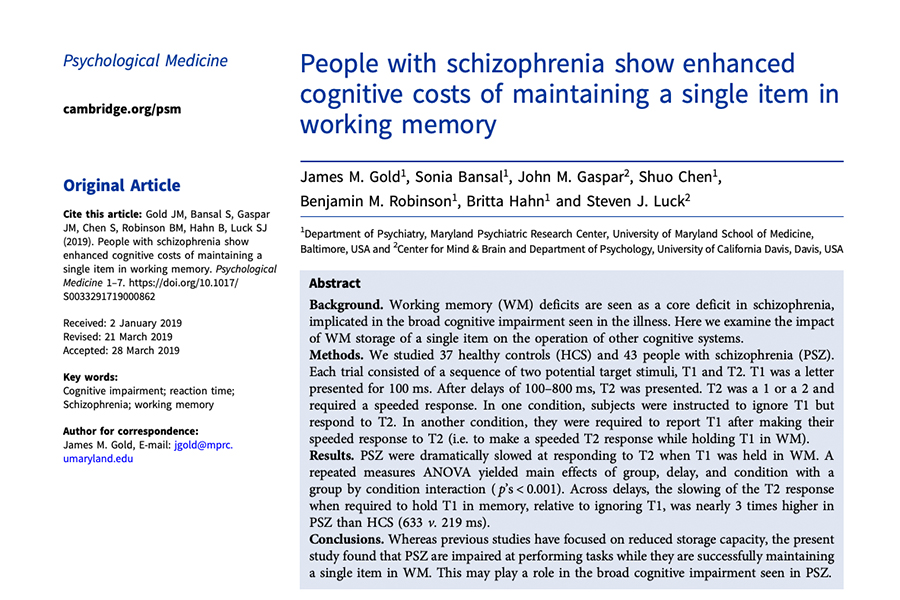 Psychological Medicine
cambridge.org/psm
Original Article
Cite this article: Gold JM, Bansal S, Gaspar
JM, Chen S, Robinson BM, Hahn B, Luck SJ
(2019). People with schizophrenia show
enhanced cognitive costs of maintaining a
single item in working memory. Psychological
Medicine 1–7. https://doi.org/10.1017/
S0033291719000862
Received: 2 January 2019
Revised: 21 March 2019
Accepted: 28 March 2019
Key words:
Cognitive impairment; reaction time;
Schizophrenia; working memory
Author for correspondence:
James M. Gold, E-mail: jgold@mprc.
umaryland.edu
People with schizophrenia show enhanced
cognitive costs of maintaining a single item in
working memory
James M. Gold¹, Sonia Bansal¹, John M. Gaspar², Shuo Chen¹,
Benjamin M. Robinson¹, Britta Hahn¹ and Steven J. Luck²
¹Department of Psychiatry, Maryland Psychiatric Research Center, University of Maryland School of Medicine,
Baltimore, USA and ²Center for Mind & Brain and Department of Psychology, University of California Davis, Davis, USA
Abstract
Background. Working memory (WM) deficits are seen as a core deficit in schizophrenia,
implicated in the broad cognitive impairment seen in the illness. Here we examine the impact
of WM storage of a single item on the operation of other cognitive systems.
Methods. We studied 37 healthy controls (HCS) and 43 people with schizophrenia (PSZ).
Each trial consisted of a sequence of two potential target stimuli, T1 and T2. T1 was a letter
presented for 100 ms. After delays of 100–800 ms, T2 was presented. T2 was a 1 or a 2 and
required a speeded response. In one condition, subjects were instructed to ignore T1 but
respond to T2. In another condition, they were required to report T1 after making their
speeded response to T2 (i.e. to make a speeded T2 response while holding T1 in WM).
Results. PSZ were dramatically slowed at responding to T2 when T1 was held in WM. A
repeated measures ANOVA yielded main effects of group, delay, and condition with a
group by condition interaction (p's < 0.001). Across delays, the slowing of the T2 response
when required to hold T1 in memory, relative to ignoring T1, was nearly 3 times higher in
PSZ than HCS (633 v. 219 ms).
Conclusions. Whereas previous studies have focused on reduced storage capacity, the present
study found that PSZ are impaired at performing tasks while they are successfully maintaining
a single item in WM. This may play a role in the broad cognitive impairment seen in PSZ.